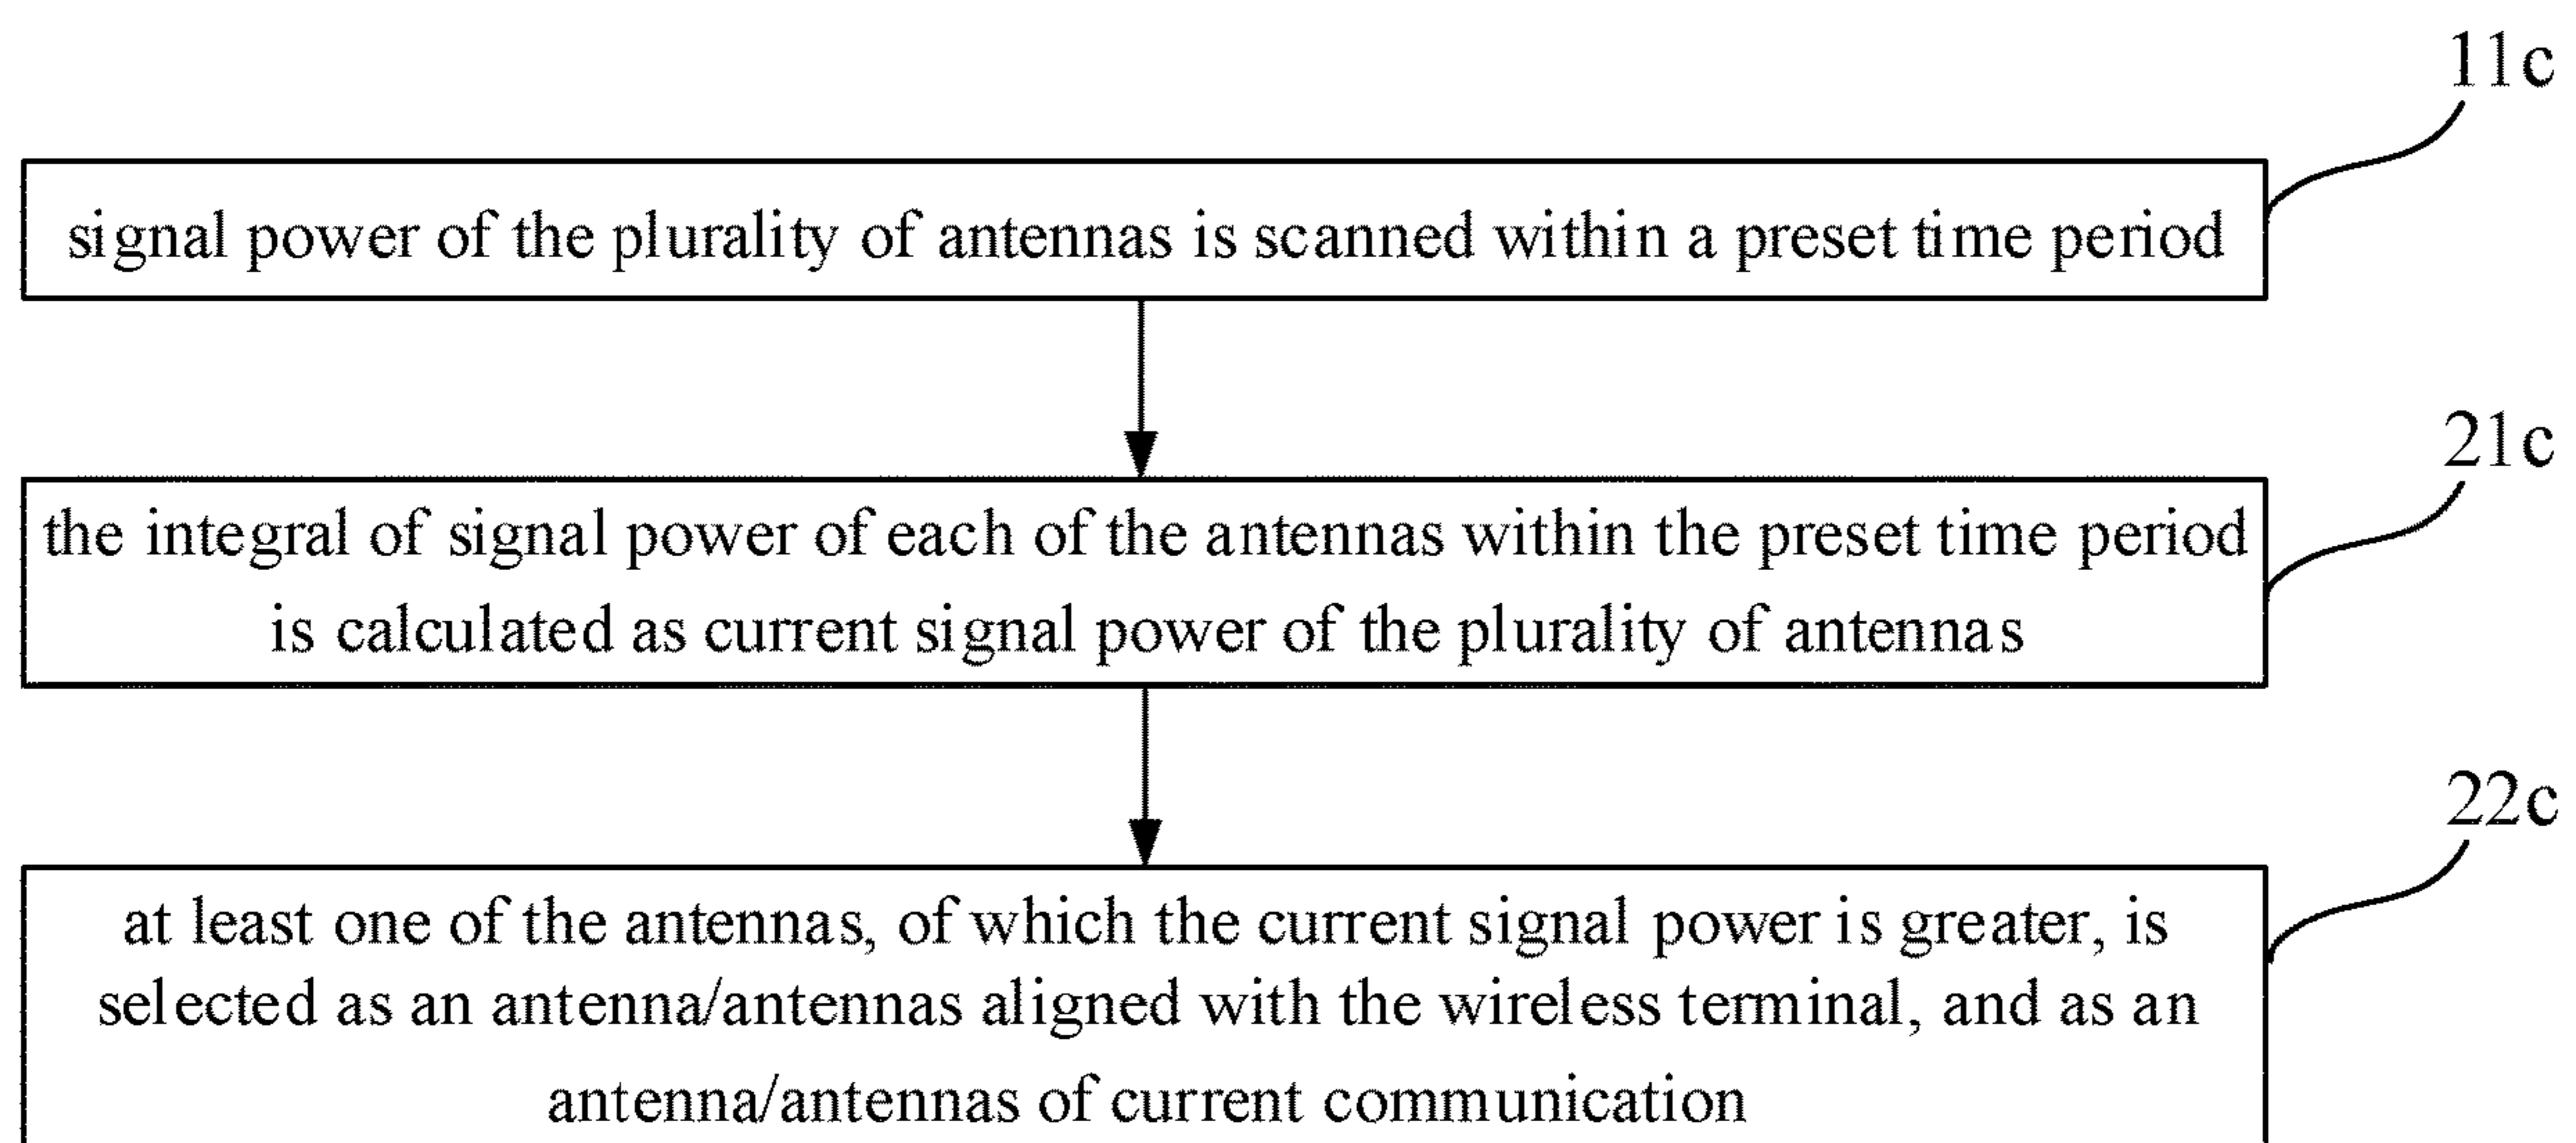 11c
signal power of the plurality of antennas is scanned within a preset time period
21c
the integral of signal power of each of the antennas within the preset time period
is calculated as current signal power of the plurality of antennas
22c
at least one of the antennas, of which the current signal power is greater, is
selected as an antenna/antennas aligned with the wireless terminal, and as an
antenna/antennas of current communication